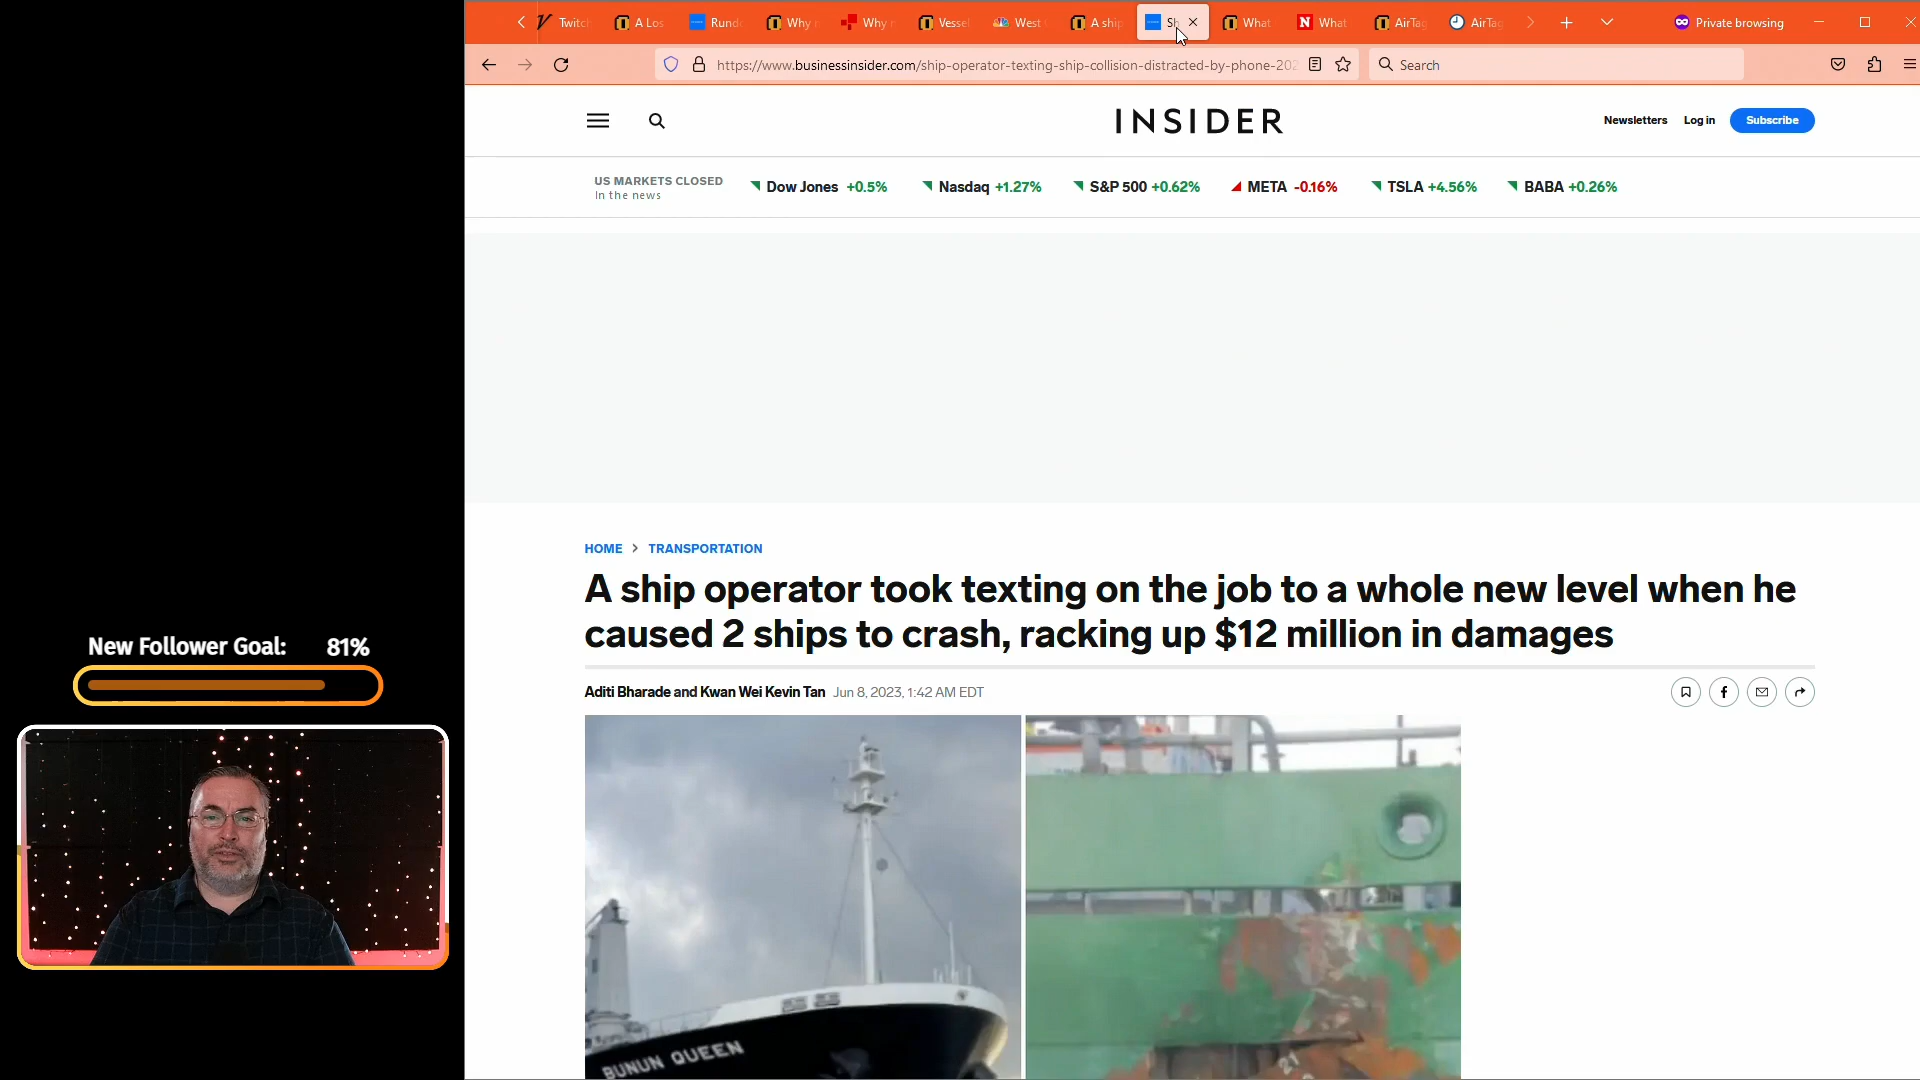 Twitch
A Los
Rund
Why
Why
Vessel
West
A ship
Sh
What
What
AirTag
AirTag
Private browsing
https://www.businessinsider.com/ship-operator-texting-ship-collision-distracted-by-phone-202
Search
INSIDER
Newsletters
Log in
Subscribe
US MARKETS CLOSED
In the news
Dow Jones +0.5%
Nasdaq +1.27%
S&P 500 +0.62%
META -0.16%
TSLA +4.56%
BABA +0.26%
HOME > TRANSPORTATION
A ship operator took texting on the job to a whole new level when he
caused 2 ships to crash, racking up $12 million in damages
Aditi Bharade and Kwan Wei Kevin Tan Jun 8, 2023, 1:42 AM EDT
New Follower Goal: 81%
BUNUN QUEEN
21